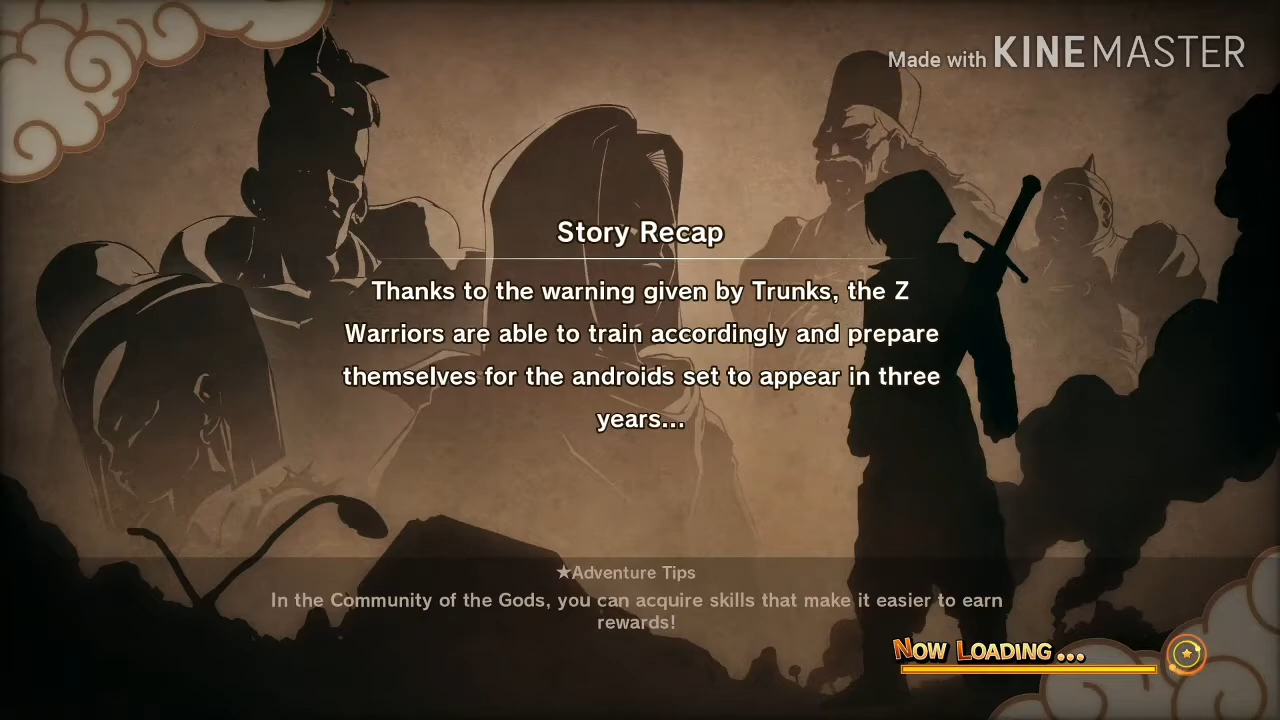 Made with KINEMASTER
Story Recap
Thanks to the warning given by Trunks, the Z
Warriors are able to train accordingly and prepare
themselves for the androids set to appear in three
years...
★Adventure Tips
In the Community of the Gods, you can acquire skills that make it easier to earn
rewards!
NOW LOADING...